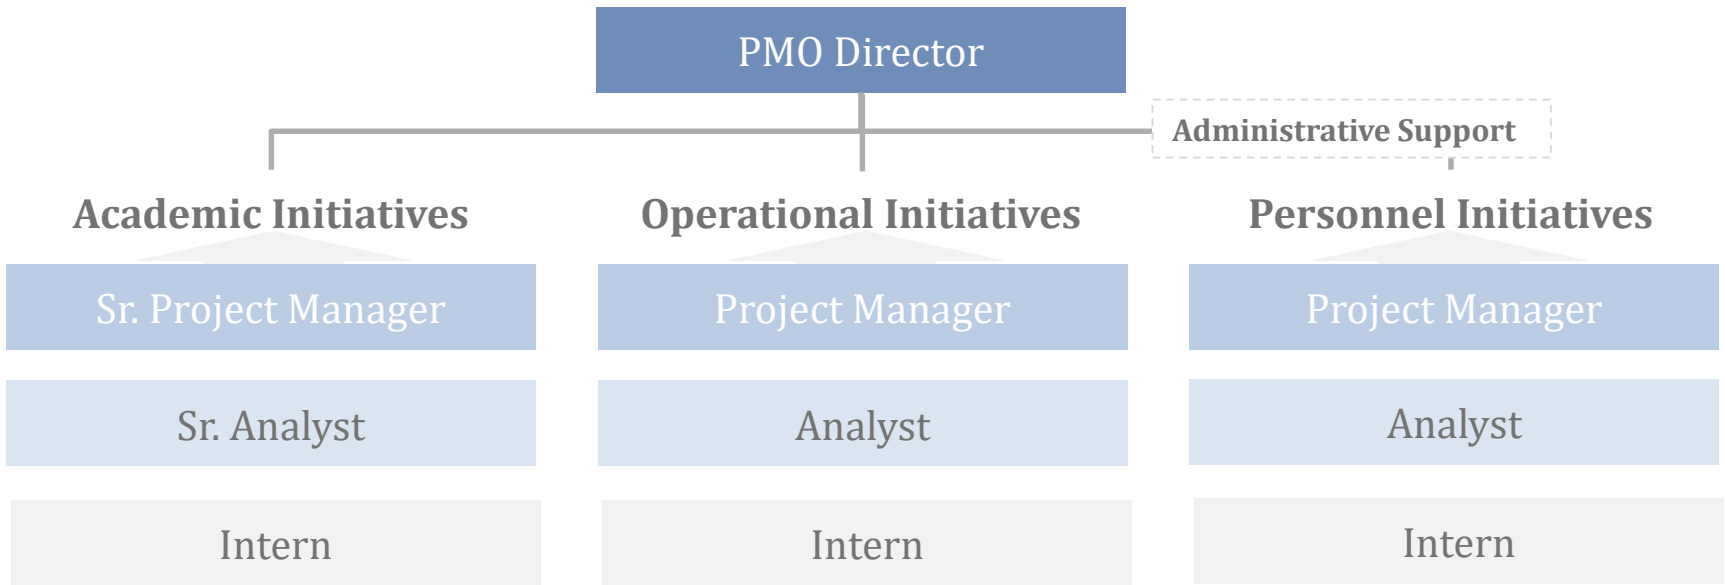 PMO Director
Administrative Support
Academic Initiatives
Operational Initiatives
Personnel Initiatives
Sr. Project Manager
Project Manager
Project Manager
Sr. Analyst
Analyst
Analyst
Intern
Intern
Intern